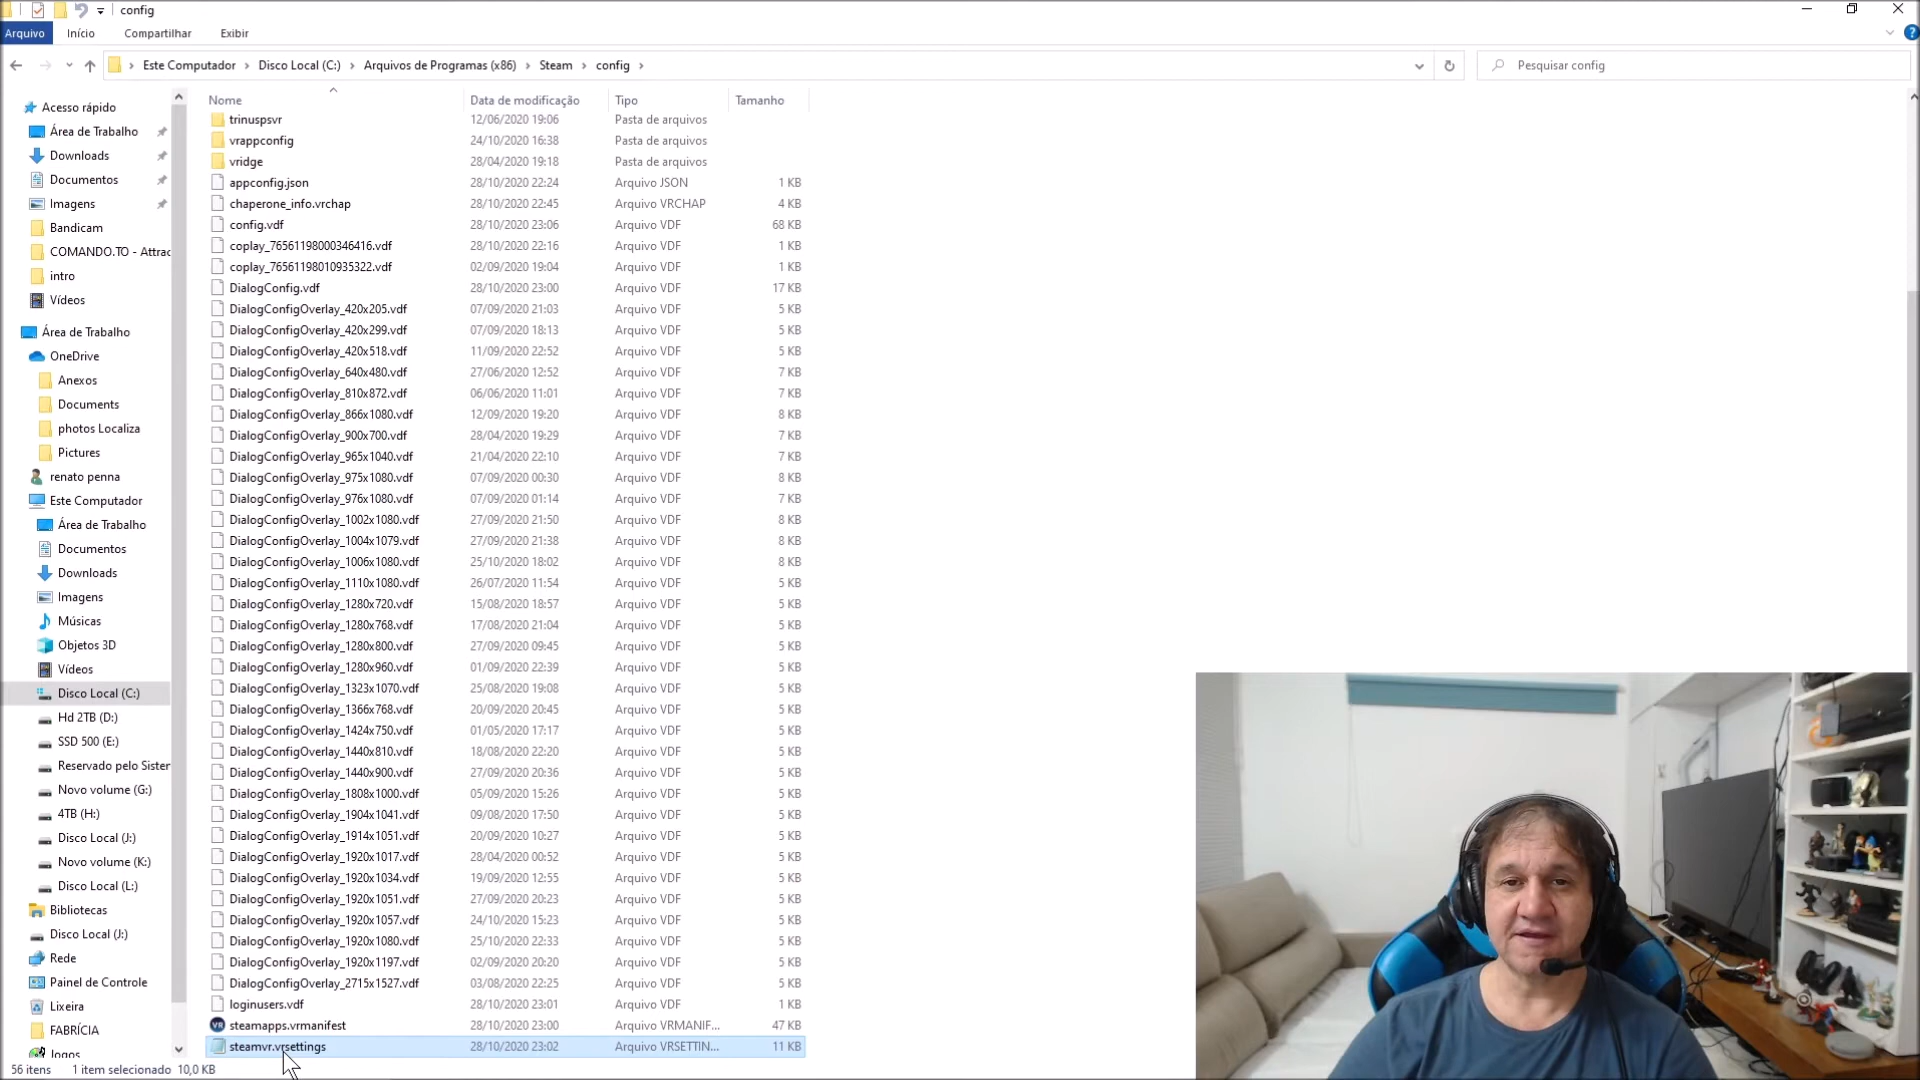 config
Arquivo Início Compartilhar Exibir
Este Computador Disco Local (C:) Arquivos de Programas (x86) Steam config
Pesquisar config
Nome Data de modificação Tipo Tamanho
Acesso rápido
Área de Trabalho
Downloads
Documentos
Imagens
Bandicam
COMANDO.TO - Attrac
intro
Vídeos
Área de Trabalho
OneDrive
Anexos
Documents
photos Localiza
Pictures
renato penna
Este Computador
Área de Trabalho
Documentos
Downloads
Imagens
Músicas
Objetos 3D
Vídeos
Disco Local (C:)
Hd 2TB (D:)
SSD 500 (E:)
Reservado pelo Sister
Novo volume (G:)
4TB (H:)
Disco Local (J:)
Novo volume (K:)
Disco Local (L:)
Bibliotecas
Disco Local (J:)
Rede
Painel de Controle
Lixeira
FABRÍCIA
Jogos
trinuspsvr 12/06/2020 19:06 Pasta de arquivos
vrappconfig 24/10/2020 16:38 Pasta de arquivos
vridge 28/04/2020 19:18 Pasta de arquivos
appconfig.json 28/10/2020 22:24 Arquivo JSON 1 KB
chaperone_info.vrchap 28/10/2020 22:45 Arquivo VRCHAP 4 KB
config.vdf 28/10/2020 23:06 Arquivo VDF 68 KB
coplay_76561198000346416.vdf 28/10/2020 22:16 Arquivo VDF 1 KB
coplay_76561198010935322.vdf 02/09/2020 19:04 Arquivo VDF 1 KB
DialogConfig.vdf 28/10/2020 23:00 Arquivo VDF 17 KB
DialogConfigOverlay_420x205.vdf 07/09/2020 21:03 Arquivo VDF 5 KB
DialogConfigOverlay_420x299.vdf 07/09/2020 18:13 Arquivo VDF 5 KB
DialogConfigOverlay_420x518.vdf 11/09/2020 22:52 Arquivo VDF 5 KB
DialogConfigOverlay_640x480.vdf 27/06/2020 12:52 Arquivo VDF 7 KB
DialogConfigOverlay_810x872.vdf 06/06/2020 11:01 Arquivo VDF 7 KB
DialogConfigOverlay_866x1080.vdf 12/09/2020 19:20 Arquivo VDF 8 KB
DialogConfigOverlay_900x700.vdf 28/04/2020 19:29 Arquivo VDF 7 KB
DialogConfigOverlay_965x1040.vdf 21/04/2020 22:10 Arquivo VDF 7 KB
DialogConfigOverlay_975x1080.vdf 07/09/2020 00:30 Arquivo VDF 8 KB
DialogConfigOverlay_976x1080.vdf 07/09/2020 01:14 Arquivo VDF 7 KB
DialogConfigOverlay_1002x1080.vdf 27/09/2020 21:50 Arquivo VDF 8 KB
DialogConfigOverlay_1004x1079.vdf 27/09/2020 21:38 Arquivo VDF 8 KB
DialogConfigOverlay_1006x1080.vdf 25/10/2020 18:02 Arquivo VDF 8 KB
DialogConfigOverlay_1110x1080.vdf 26/07/2020 11:54 Arquivo VDF 5 KB
DialogConfigOverlay_1280x720.vdf 15/08/2020 18:57 Arquivo VDF 5 KB
DialogConfigOverlay_1280x768.vdf 17/08/2020 21:04 Arquivo VDF 5 KB
DialogConfigOverlay_1280x800.vdf 27/09/2020 09:45 Arquivo VDF 5 KB
DialogConfigOverlay_1280x960.vdf 01/09/2020 22:39 Arquivo VDF 5 KB
DialogConfigOverlay_1323x1070.vdf 25/08/2020 19:08 Arquivo VDF 5 KB
DialogConfigOverlay_1366x768.vdf 20/09/2020 20:45 Arquivo VDF 5 KB
DialogConfigOverlay_1424x750.vdf 01/05/2020 17:17 Arquivo VDF 5 KB
DialogConfigOverlay_1440x810.vdf 18/08/2020 22:20 Arquivo VDF 5 KB
DialogConfigOverlay_1440x900.vdf 27/09/2020 20:36 Arquivo VDF 5 KB
DialogConfigOverlay_1808x1000.vdf 05/09/2020 15:26 Arquivo VDF 5 KB
DialogConfigOverlay_1904x1041.vdf 09/08/2020 17:50 Arquivo VDF 5 KB
DialogConfigOverlay_1914x1051.vdf 20/09/2020 10:27 Arquivo VDF 5 KB
DialogConfigOverlay_1920x1017.vdf 28/04/2020 00:52 Arquivo VDF 5 KB
DialogConfigOverlay_1920x1034.vdf 19/09/2020 12:55 Arquivo VDF 5 KB
DialogConfigOverlay_1920x1051.vdf 27/09/2020 20:23 Arquivo VDF 5 KB
DialogConfigOverlay_1920x1057.vdf 24/10/2020 15:23 Arquivo VDF 5 KB
DialogConfigOverlay_1920x1080.vdf 25/10/2020 22:33 Arquivo VDF 5 KB
DialogConfigOverlay_1920x1197.vdf 02/09/2020 20:20 Arquivo VDF 5 KB
DialogConfigOverlay_2715x1527.vdf 03/08/2020 22:25 Arquivo VDF 5 KB
loginusers.vdf 28/10/2020 23:01 Arquivo VDF 1 KB
steamapps.vrmanifest 28/10/2020 23:00 Arquivo VRMANIF... 47 KB
steamvr.vrsettings 28/10/2020 23:02 Arquivo VRSETTIN... 11 KB
56 itens 1 item selecionado 10,0 KB